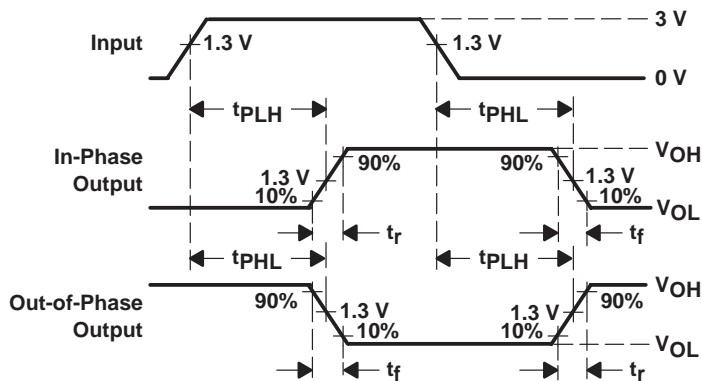 3 V
Input
1.3 V
1.3 V
0 V
tPLH
tPHL
In-Phase
Output
90%
90%
VOH
1.3 V
1.3 V
10%
10%
VOL
tr
tf
tPHL
tPLH
Out-of-Phase
Output
90%
90%
VOH
1.3 V
1.3 V
10%
10%
VOL
tf
tr